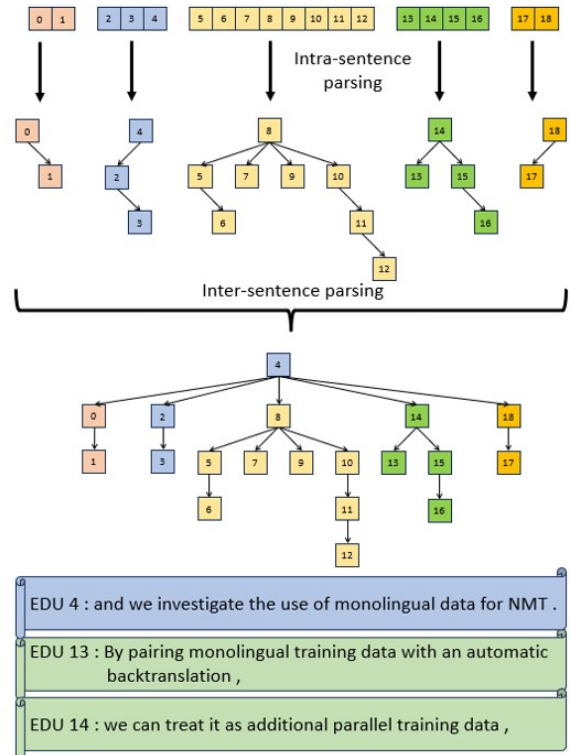 0 1 2 3 4 5 6 7 8 9 10 11 12 13 14 15 16 17 18
Intra-sentence
parsing
0 4 8 14 18
1 2 5 7 9 10 13 15 17
3 6 11 16
12
Inter-sentence parsing
4
0 2 8 14 18
1 3 5 7 9 10 13 15 17
6 11 16
12
EDU 4 : and we investigate the use of monolingual data for NMT .
EDU 13 : By pairing monolingual training data with an automatic
backtranslation ,
EDU 14 : we can treat it as additional parallel training data ,